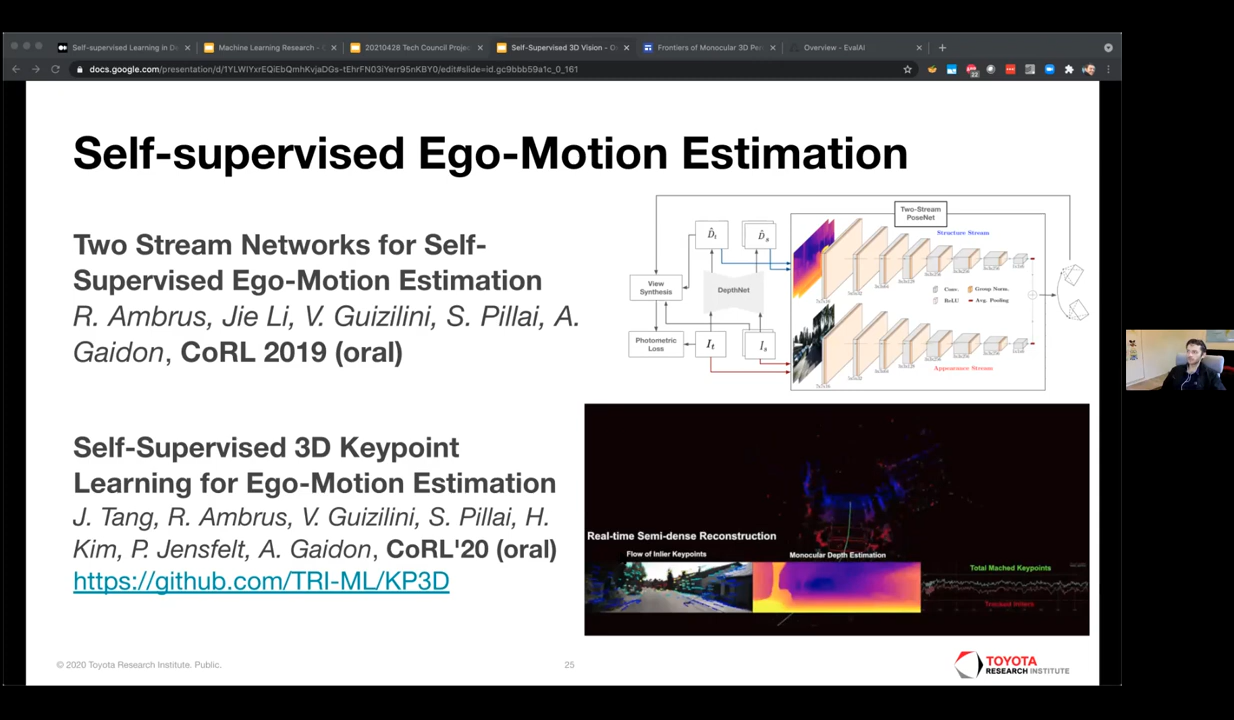 Self-supervised Learning in De
Machine Learning Research - 
20210428 Tech Council Projec
Self-Supervised 3D Vision - O
Frontiers of Monocular 3D Per
Overview - EvalAI
docs.google.com/presentation/d/1YLWIYxrEQiEbQmhKvjaDGs-tEhrFN03iYerr95nKBY0/edit#slide=id.gc9bbb59a1c_0_161
Self-supervised Ego-Motion Estimation
Two Stream Networks for Self-
Supervised Ego-Motion Estimation
R. Ambrus, Jie Li, V. Guizilini, S. Pillai, A.
Gaidon, CoRL 2019 (oral)
Two-Stream
PoseNet
Structure Stream
D̂t
D̂s
View
Synthesis
DepthNet
Conv.
Group Norm.
ReLU
Avg. Pooling
Photometric
Loss
It
Is
Appearance Stream
Self-Supervised 3D Keypoint
Learning for Ego-Motion Estimation
J. Tang, R. Ambrus, V. Guizilini, S. Pillai, H.
Kim, P. Jensfelt, A. Gaidon, CoRL'20 (oral)
https://github.com/TRI-ML/KP3D
Real-time Semi-dense Reconstruction
Flow of Inlier Keypoints
Monocular Depth Estimation
Total Mached Keypoints
Tracked Inliers
© 2020 Toyota Research Institute. Public.
25
TOYOTA
RESEARCH INSTITUTE